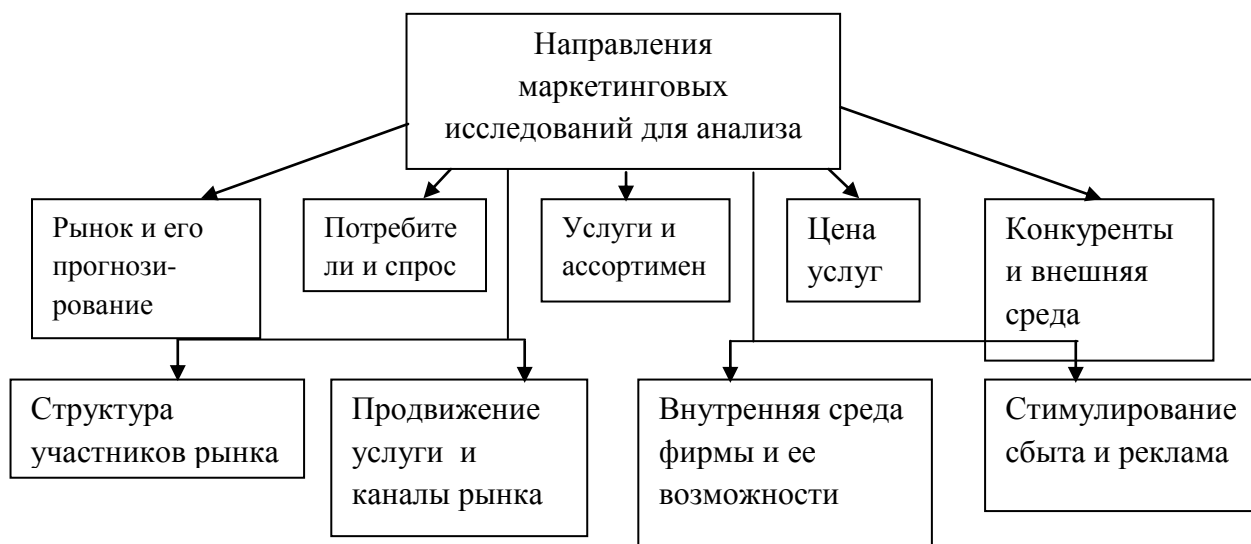 Направления
маркетинговых
исследований для анализа
Рынок и его
прогнози-
рование
Потребите
ли и спрос
Услуги и
ассортимен
Цена
услуг
Конкуренты
и внешняя
среда
Структура
участников рынка
Продвижение
услуги и
каналы рынка
Внутренняя среда
фирмы и ее
возможности
Стимулирование
сбыта и реклама